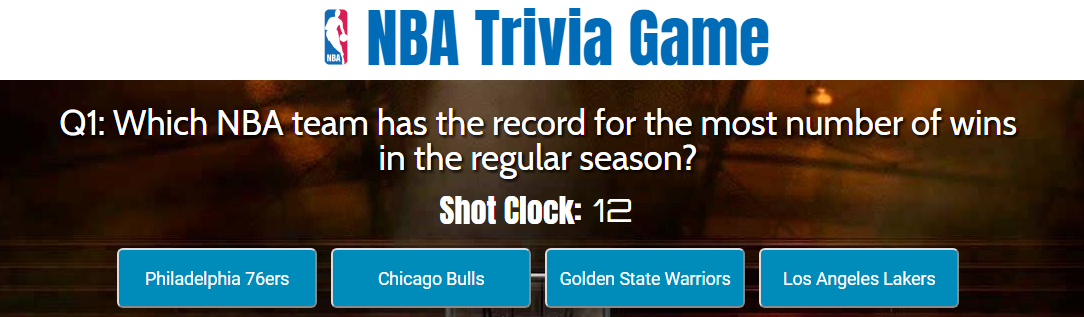 NBA
NBA Trivia Game
Q1: Which NBA team has the record for the most number of wins
in the regular season?
Shot Clock: 12
Philadelphia 76ers
Chicago Bulls
Golden State Warriors
Los Angeles Lakers